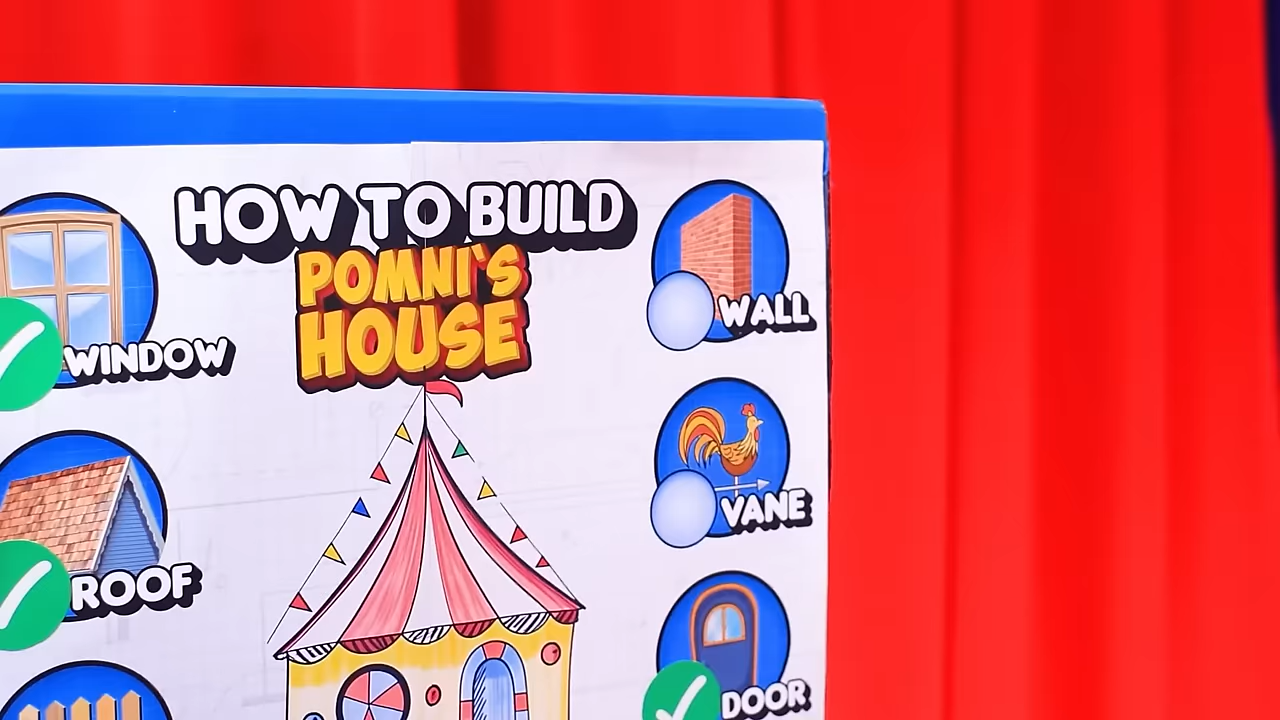 HOW TO BUILD
POMNI'S
HOUSE
WINDOW
WALL
ROOF
VANE
DOOR